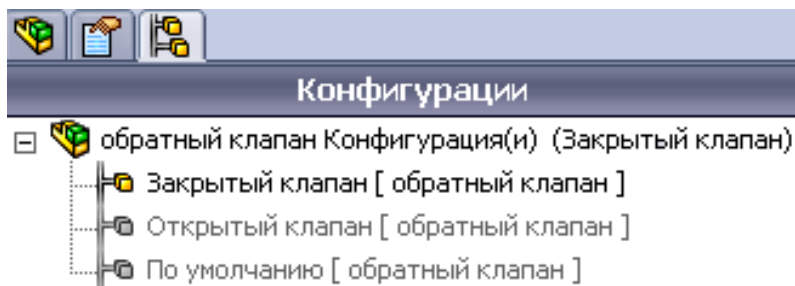 Конфигурации
обратный клапан Конфигурация(и) (Закрытый клапан)
Закрытый клапан [ обратный клапан ]
Открытый клапан [ обратный клапан ]
По умолчанию [ обратный клапан ]